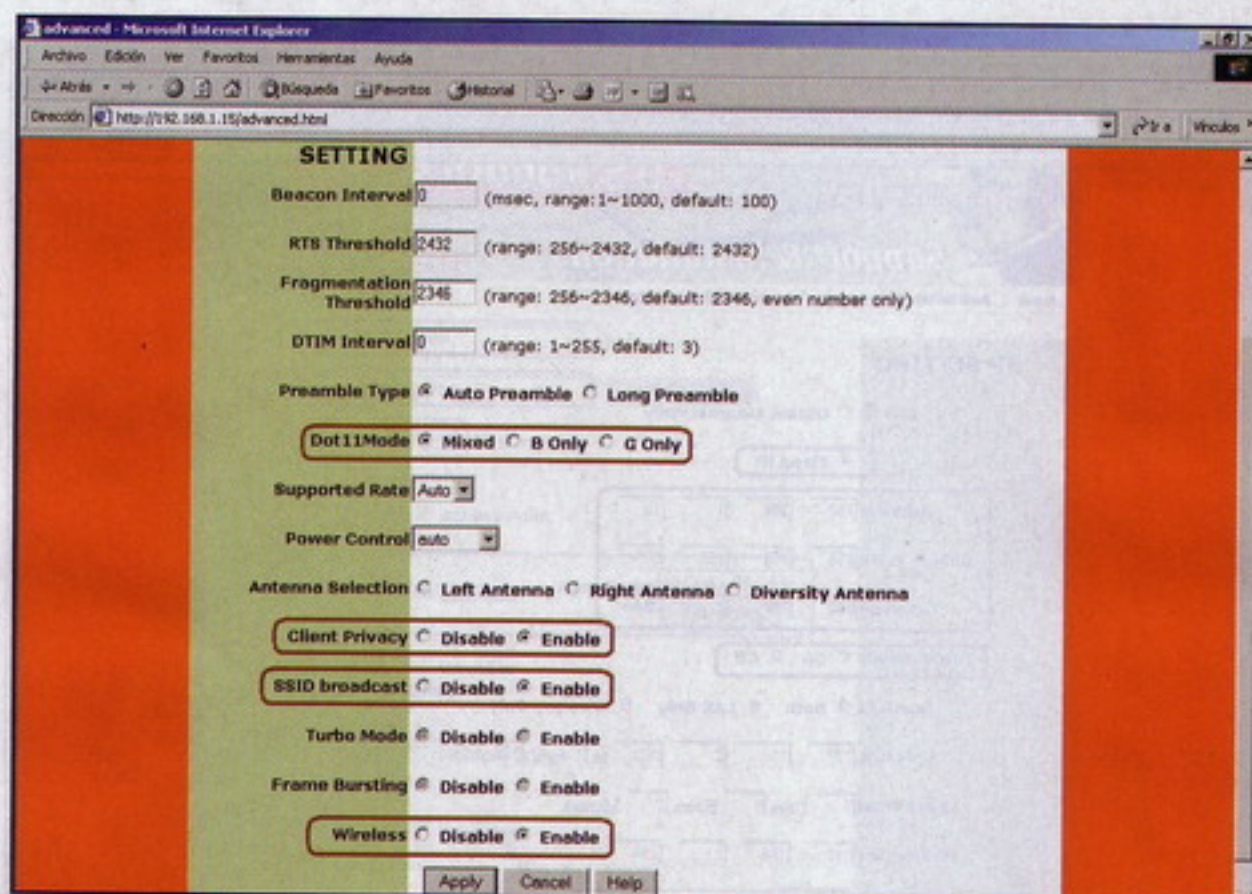 advanced - Microsoft Internet Explorer
Archivo Edición Ver Favoritos Herramientas Ayuda
Atrás Búsqueda Favoritos Historial
Dirección http://192.168.1.15/advanced.html Ir a Vínculos
SETTING
Beacon Interval 0 (msec, range:1~1000, default: 100)
RTS Threshold 2432 (range: 256~2432, default: 2432)
Fragmentation
Threshold 2346 (range: 256~2346, default: 2346, even number only)
DTIM Interval 0 (range: 1~255, default: 3)
Preamble Type Auto Preamble Long Preamble
Dot11Mode Mixed B Only G Only
Supported Rate Auto
Power Control auto
Antenna Selection Left Antenna Right Antenna Diversity Antenna
Client Privacy Disable Enable
SSID broadcast Disable Enable
Turbo Mode Disable Enable
Frame Bursting Disable Enable
Wireless Disable Enable
Apply Cancel Help